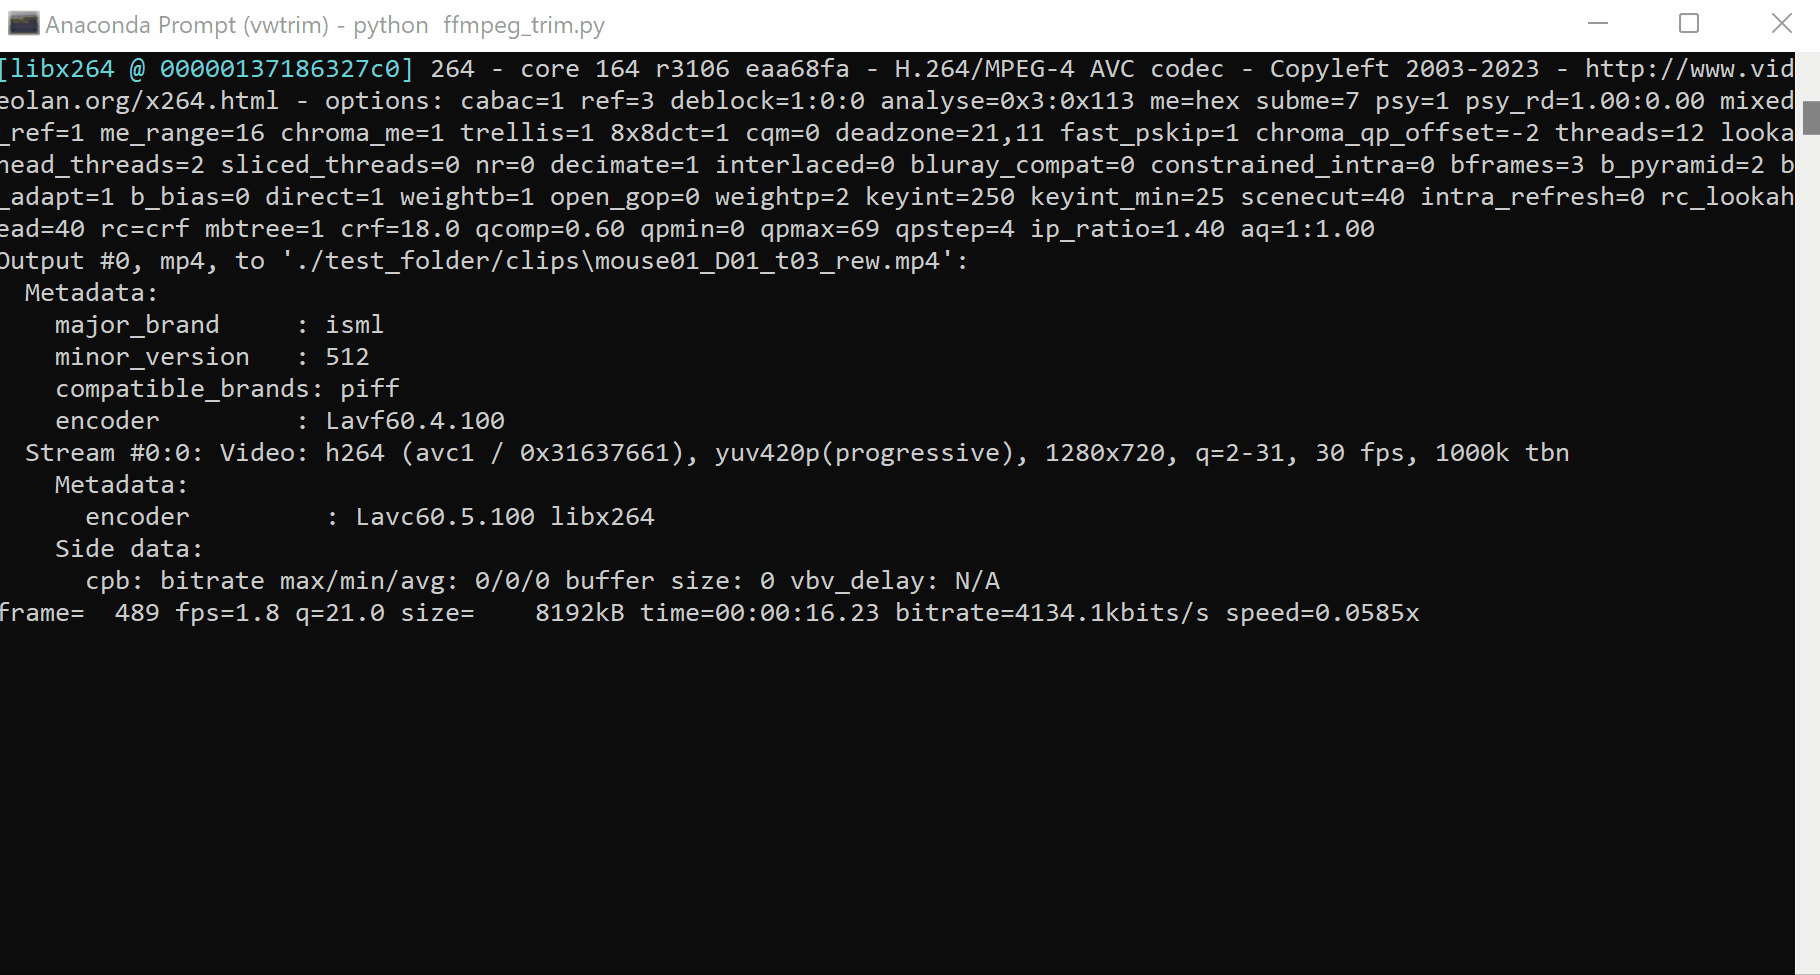 Anaconda Prompt (vwtrim) - python  ffmpeg_trim.py
[libx264 @ 00000137186327c0] 264 - core 164 r3106 eaa68fa - H.264/MPEG-4 AVC codec - Copyleft 2003-2023 - http://www.vid
eolan.org/x264.html - options: cabac=1 ref=3 deblock=1:0:0 analyse=0x3:0x113 me=hex subme=7 psy=1 psy_rd=1.00:0.00 mixed
_ref=1 me_range=16 chroma_me=1 trellis=1 8x8dct=1 cqm=0 deadzone=21,11 fast_pskip=1 chroma_qp_offset=-2 threads=12 looka
head_threads=2 sliced_threads=0 nr=0 decimate=1 interlaced=0 bluray_compat=0 constrained_intra=0 bframes=3 b_pyramid=2 b
_adapt=1 b_bias=0 direct=1 weightb=1 open_gop=0 weightp=2 keyint=250 keyint_min=25 scenecut=40 intra_refresh=0 rc_lookah
ead=40 rc=crf mbtree=1 crf=18.0 qcomp=0.60 qpmin=0 qpmax=69 qpstep=4 ip_ratio=1.40 aq=1:1.00
Output #0, mp4, to './test_folder/clips\mouse01_D01_t03_rew.mp4':
  Metadata:
    major_brand     : isml
    minor_version   : 512
    compatible_brands: piff
    encoder         : Lavf60.4.100
  Stream #0:0: Video: h264 (avc1 / 0x31637661), yuv420p(progressive), 1280x720, q=2-31, 30 fps, 1000k tbn
    Metadata:
      encoder         : Lavc60.5.100 libx264
    Side data:
      cpb: bitrate max/min/avg: 0/0/0 buffer size: 0 vbv_delay: N/A
frame=  489 fps=1.8 q=21.0 size=    8192kB time=00:00:16.23 bitrate=4134.1kbits/s speed=0.0585x